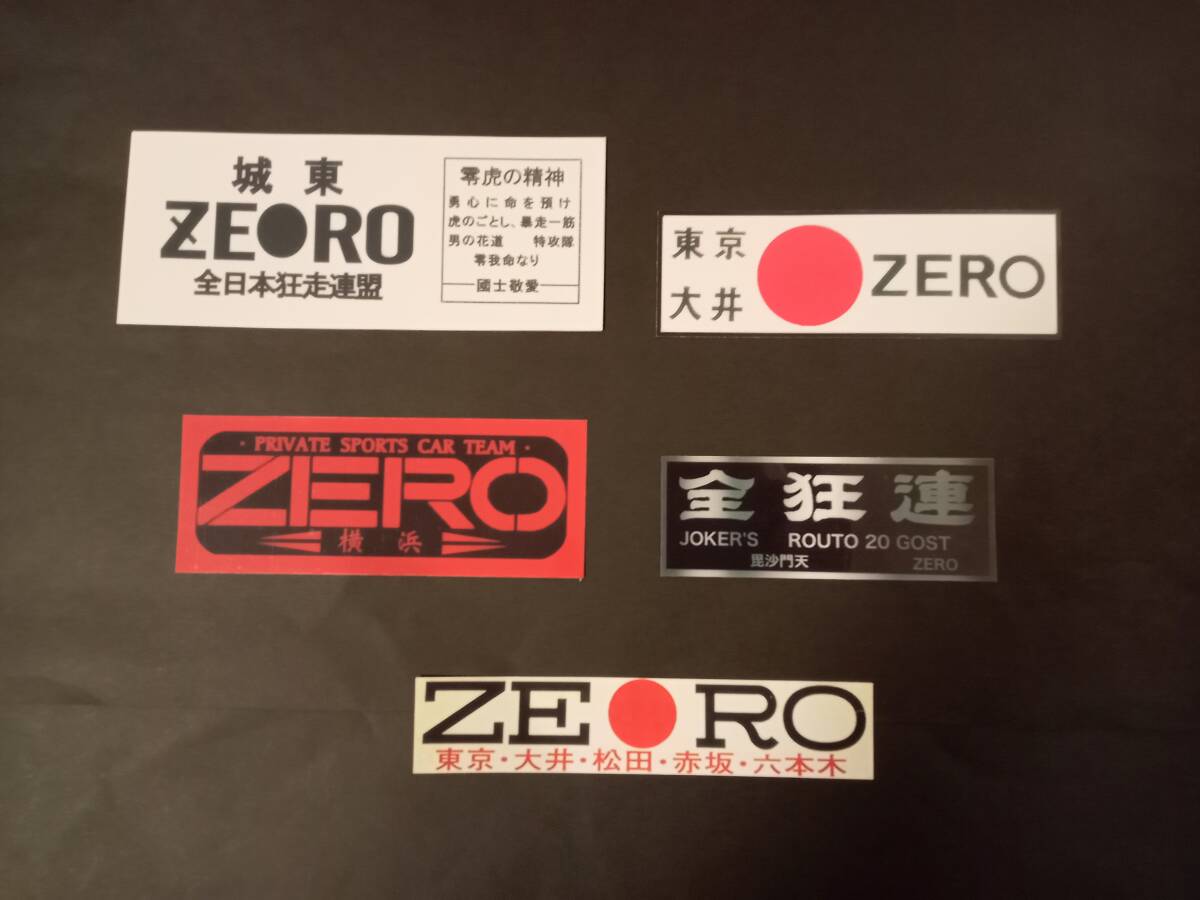 城東
ZE●RO
全日本狂走連盟
零虎の精神
勇心に命を預け
虎のごとし、暴走一筋
男の花道 特攻隊
零我命なり
國士敬愛
東京
大井
ZERO
・PRIVATE SPORTS CAR TEAM・
ZERO
横浜
全狂連
JOKER'S ROUTO 20 GOST
毘沙門天 ZERO
ZE●RO
東京・大井・松田・赤坂・六本木